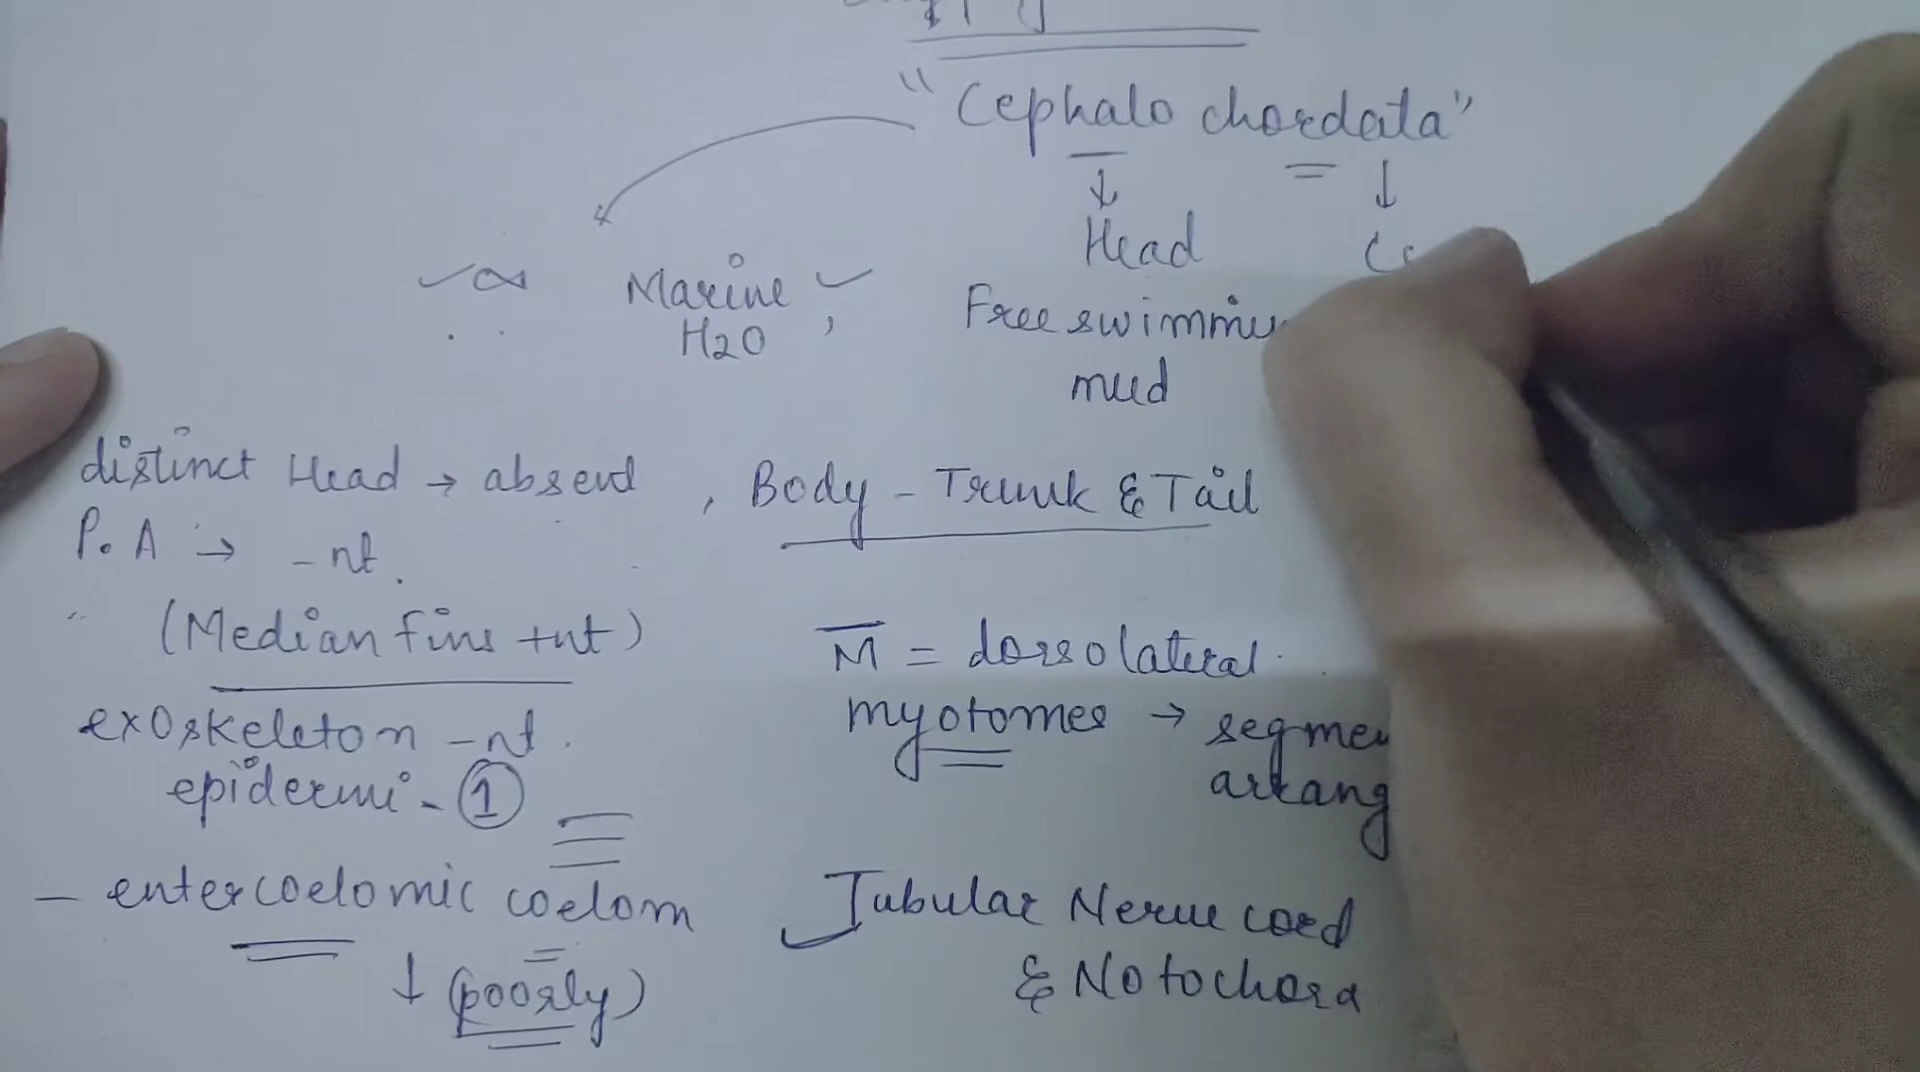 "Cephalo chordata"
Head
Marine
H2O ,
Free swimmi
mud
distinct Head → absent , Body - Trunk & Tail
P. A → -nt.
(Median fins +nt)
M = dorsolateral
myotomes → segme
arrang
exoskeleton -nt.
epidermi - 1
- entercoelomic coelom
↓ (poorly)
Tubular Nerve cord
& Notochord